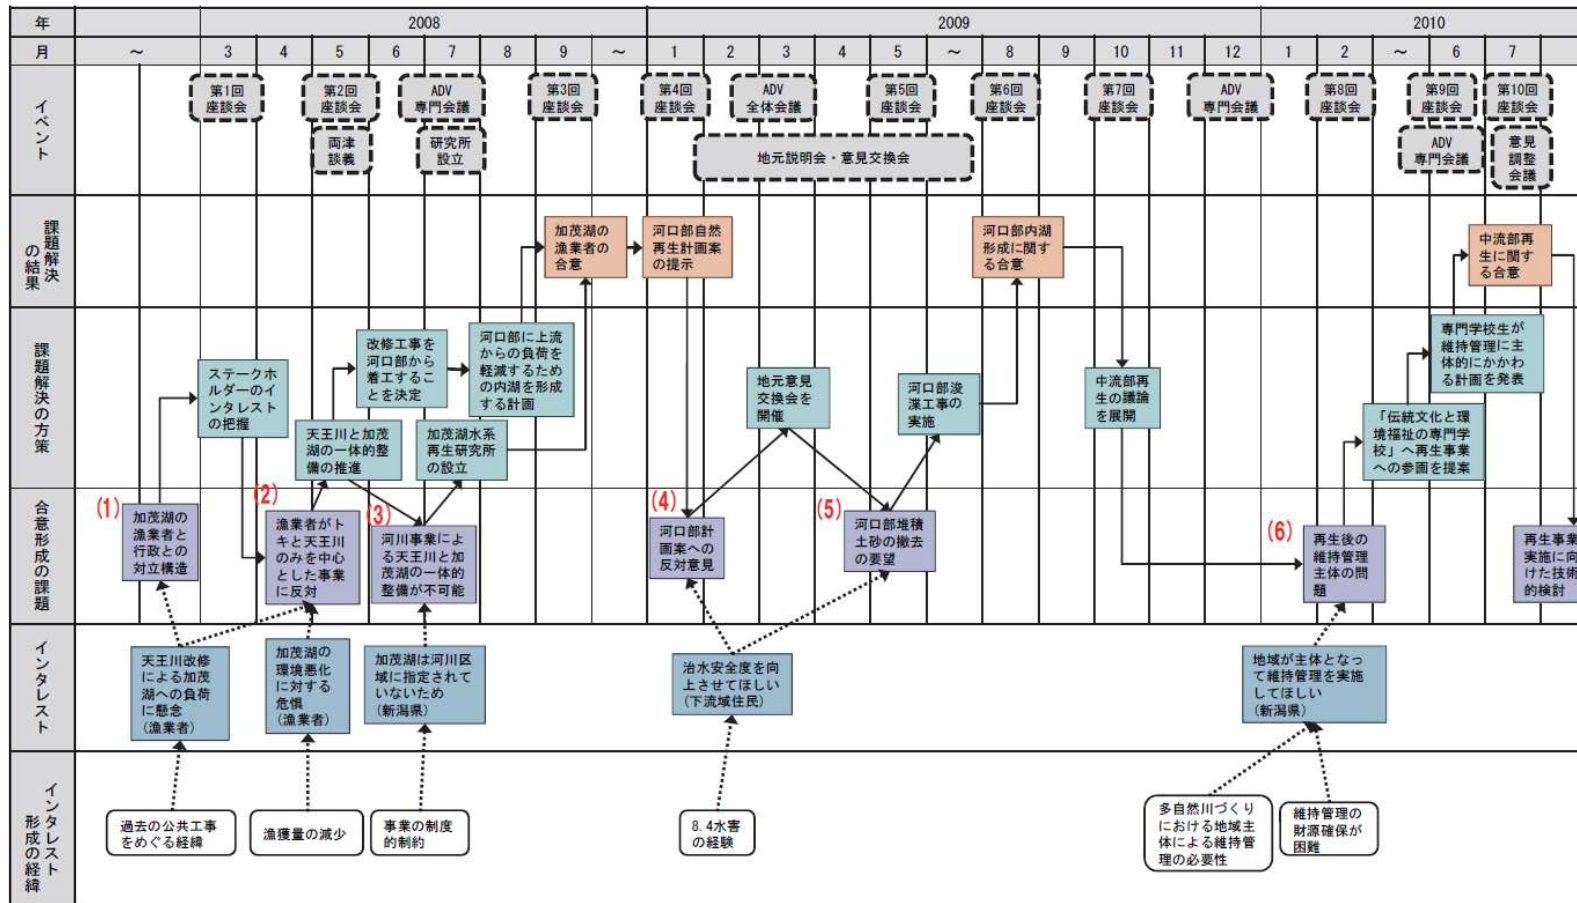 年
2008
2009
2010
月
～
3
4
5
6
7
8
9
～
1
2
3
4
5
～
8
9
10
11
12
1
2
～
6
7
イベント
第1回
座談会
第2回
座談会
ADV
専門会議
第3回
座談会
第4回
座談会
ADV
全体会議
第5回
座談会
第6回
座談会
第7回
座談会
ADV
専門会議
第8回
座談会
第9回
座談会
第10回
座談会
両津
談義
研究所
設立
地元説明会・意見交換会
ADV
専門会議
意見
調整
会議
課題解決
の結果
加茂湖の
漁業者の
合意
河口部自然
再生計画案
の提示
河口部内湖
形成に関す
る合意
中流部再
生に関す
る合意
課題解決の方策
ステークホ
ルダーのイ
ンタレスト
の把握
改修工事を
河口部から
着工するこ
とを決定
河口部に上流
からの負荷を
軽減するため
の内湖を形成
する計画
天王川と加茂
湖の一体的整
備の推進
加茂湖水系
再生研究所
の設立
地元意見
交換会を
開催
河口部浚
渫工事の
実施
中流部再
生の議論
を展開
専門学校生が
維持管理に主
体的にかかわ
る計画を発表
「伝統文化と環
境福祉の専門学
校」へ再生事業
への参画を提案
合意形成の課題
(1)
加茂湖の
漁業者と
行政との
対立構造
(2)
漁業者がト
キと天王川
のみを中心
とした事業
に反対
(3)
河川事業によ
る天王川と加
茂湖の一体的
整備が不可能
(4)
河口部計
画案への
反対意見
(5)
河口部堆積
土砂の撤去
の要望
(6)
再生後の
維持管理
主体の問
題
再生事業
実施に向
けた技術
的検討
インタレスト
天王川改修
による加茂
湖への負荷
に懸念
(漁業者)
加茂湖の
環境悪化
に対する
危惧
(漁業者)
加茂湖は河川区
域に指定されて
いないため
(新潟県)
治水安全度を向
上させてほしい
(下流域住民)
地域が主体となっ
て維持管理を実施
してほしい
(新潟県)
インタレスト
形成の経緯
過去の公共工事
をめぐる経緯
漁獲量の減少
事業の制度
的制約
8.4水害
の経験
多自然川づくり
における地域主
体による維持管
理の必要性
維持管理の
財源確保が
困難